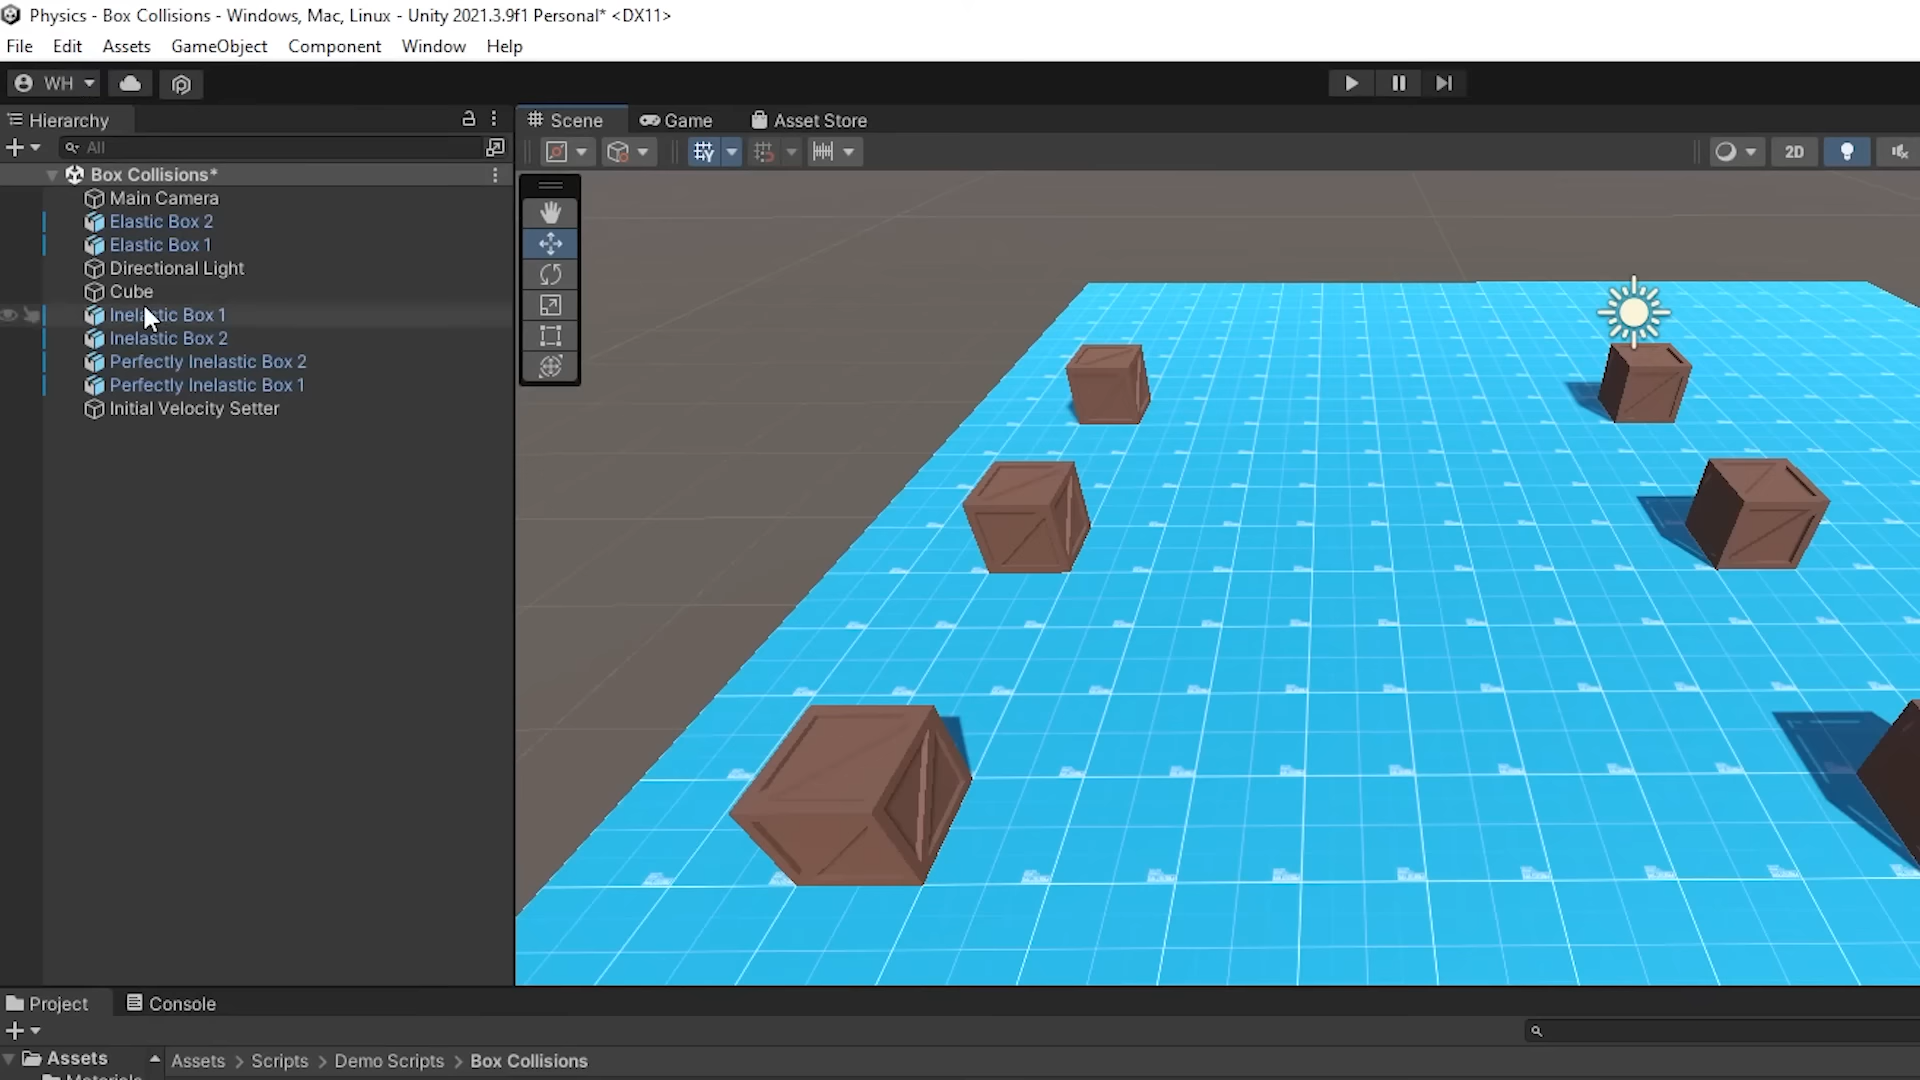 Physics - Box Collisions - Windows, Mac, Linux - Unity 2021.3.9f1 Personal* <DX11>
File Edit Assets GameObject Component Window Help
WH
Hierarchy
Scene Game Asset Store
All
2D
Box Collisions*
Main Camera
Elastic Box 2
Elastic Box 1
Directional Light
Cube
Inelastic Box 1
Inelastic Box 2
Perfectly Inelastic Box 2
Perfectly Inelastic Box 1
Initial Velocity Setter
Project Console
Assets
Assets > Scripts > Demo Scripts > Box Collisions
Materials